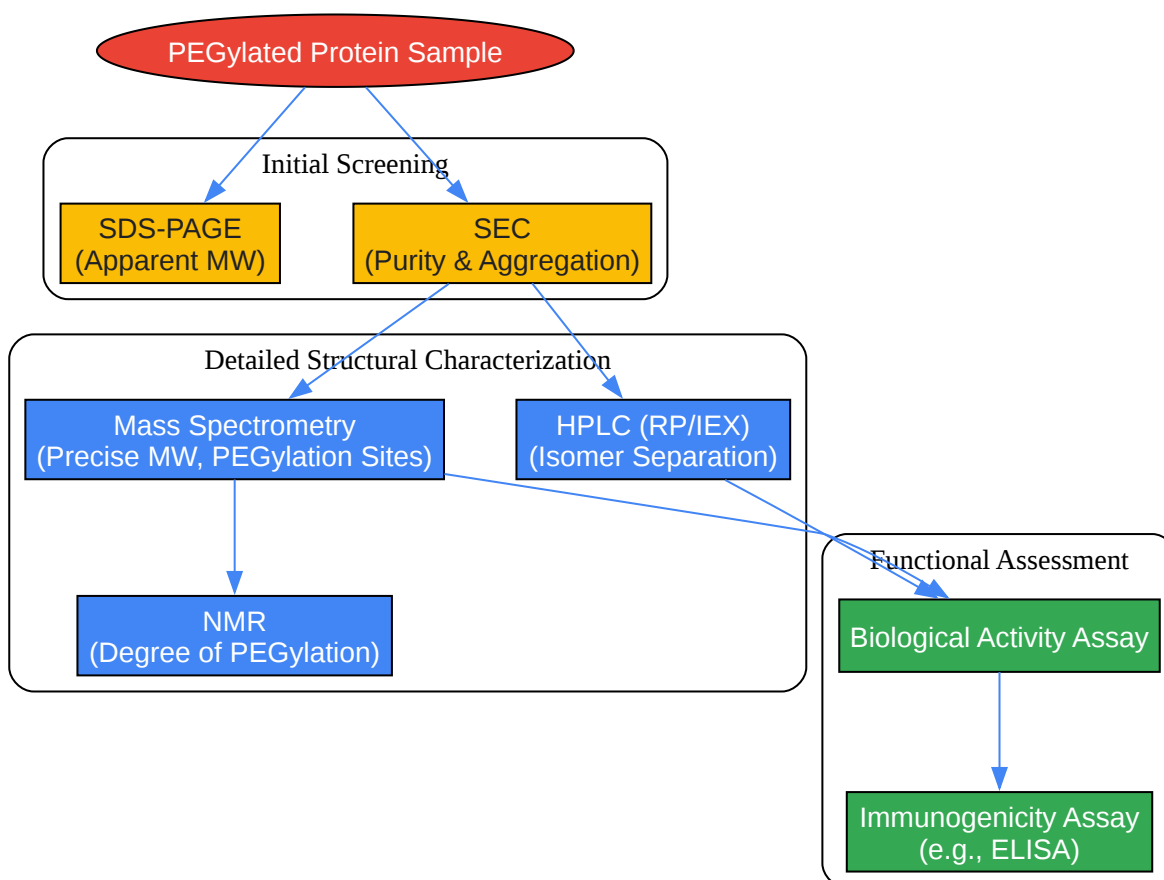 PEGylated Protein Sample
Initial Screening
SDS-PAGE
(Apparent MW)
SEC
(Purity & Aggregation)
Detailed Structural Characterization
Mass Spectrometry
(Precise MW, PEGylation Sites)
HPLC (RP/IEX)
(Isomer Separation)
NMR
(Degree of PEGylation)
Functional Assessment
Biological Activity Assay
Immunogenicity Assay
(e.g., ELISA)